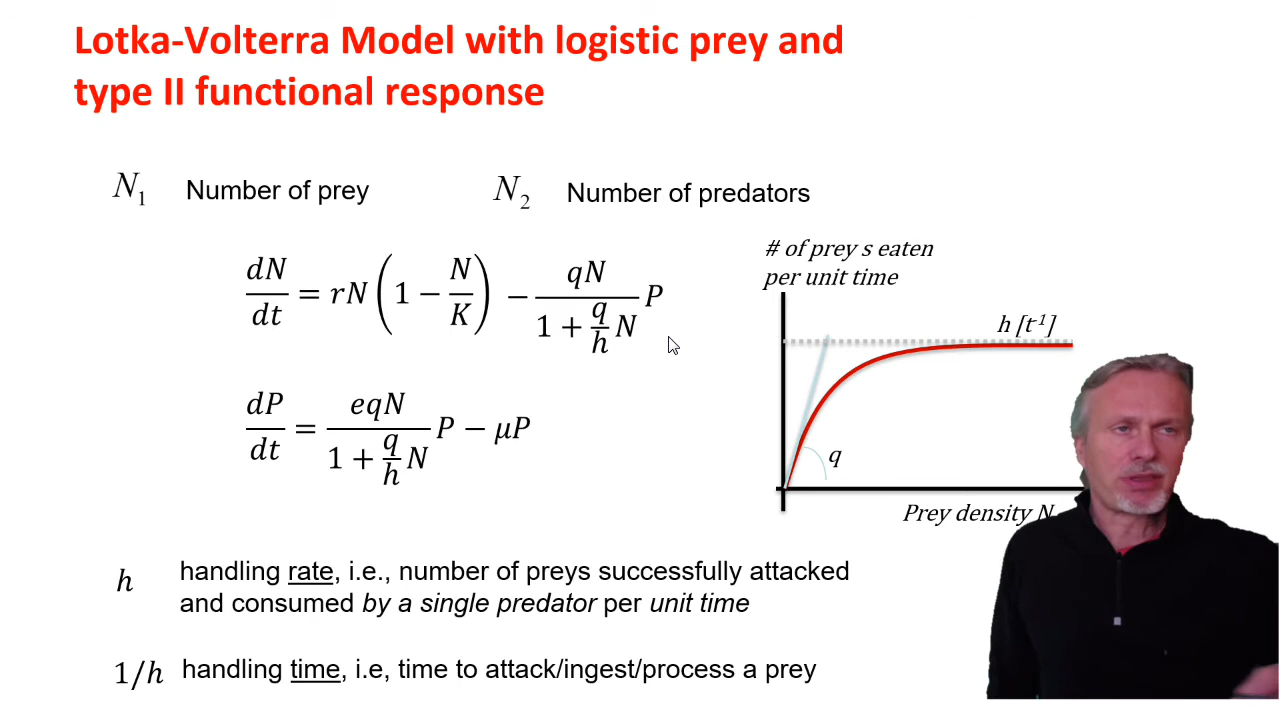 Lotka-Volterra Model with logistic prey and
type II functional response
N₁ Number of prey N₂ Number of predators
# of prey s eaten
per unit time
dN/dt = rN(1 − N/K) − qN/(1 + q/h N) P
h [t⁻¹]
dP/dt = eqN/(1 + q/h N) P − μP
q
Prey density N
h handling rate, i.e., number of preys successfully attacked
and consumed by a single predator per unit time
1/h handling time, i.e, time to attack/ingest/process a prey